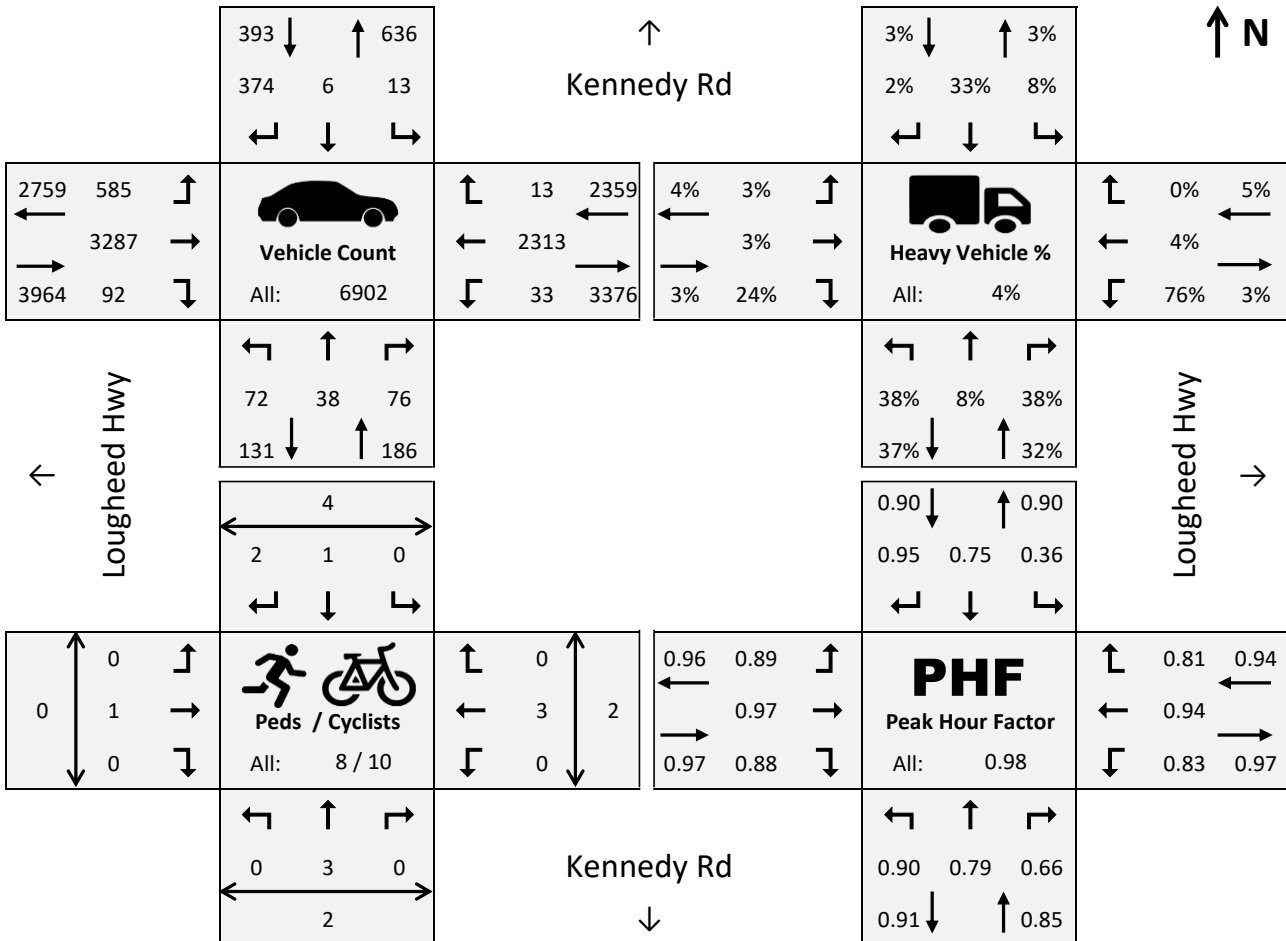 393 636 3% 3% N
Kennedy Rd
374 6 13 2% 33% 8%
2759 585 13 2359 4% 3% 0% 5%
3287 Vehicle Count 2313 3% Heavy Vehicle % 4%
3964 92 All: 6902 33 3376 3% 24% All: 4% 76% 3%
72 38 76 38% 8% 38%
131 186 37% 32%
Lougheed Hwy
Lougheed Hwy
4 0.90 0.90
2 1 0 0.95 0.75 0.36
0 0 0.96 0.89 PHF 0.81 0.94
0 1 Peds / Cyclists 3 2 0.97 Peak Hour Factor 0.94
0 All: 8 / 10 0 0.97 0.88 All: 0.98 0.83 0.97
0 3 0 0.90 0.79 0.66
Kennedy Rd
2 0.91 0.85